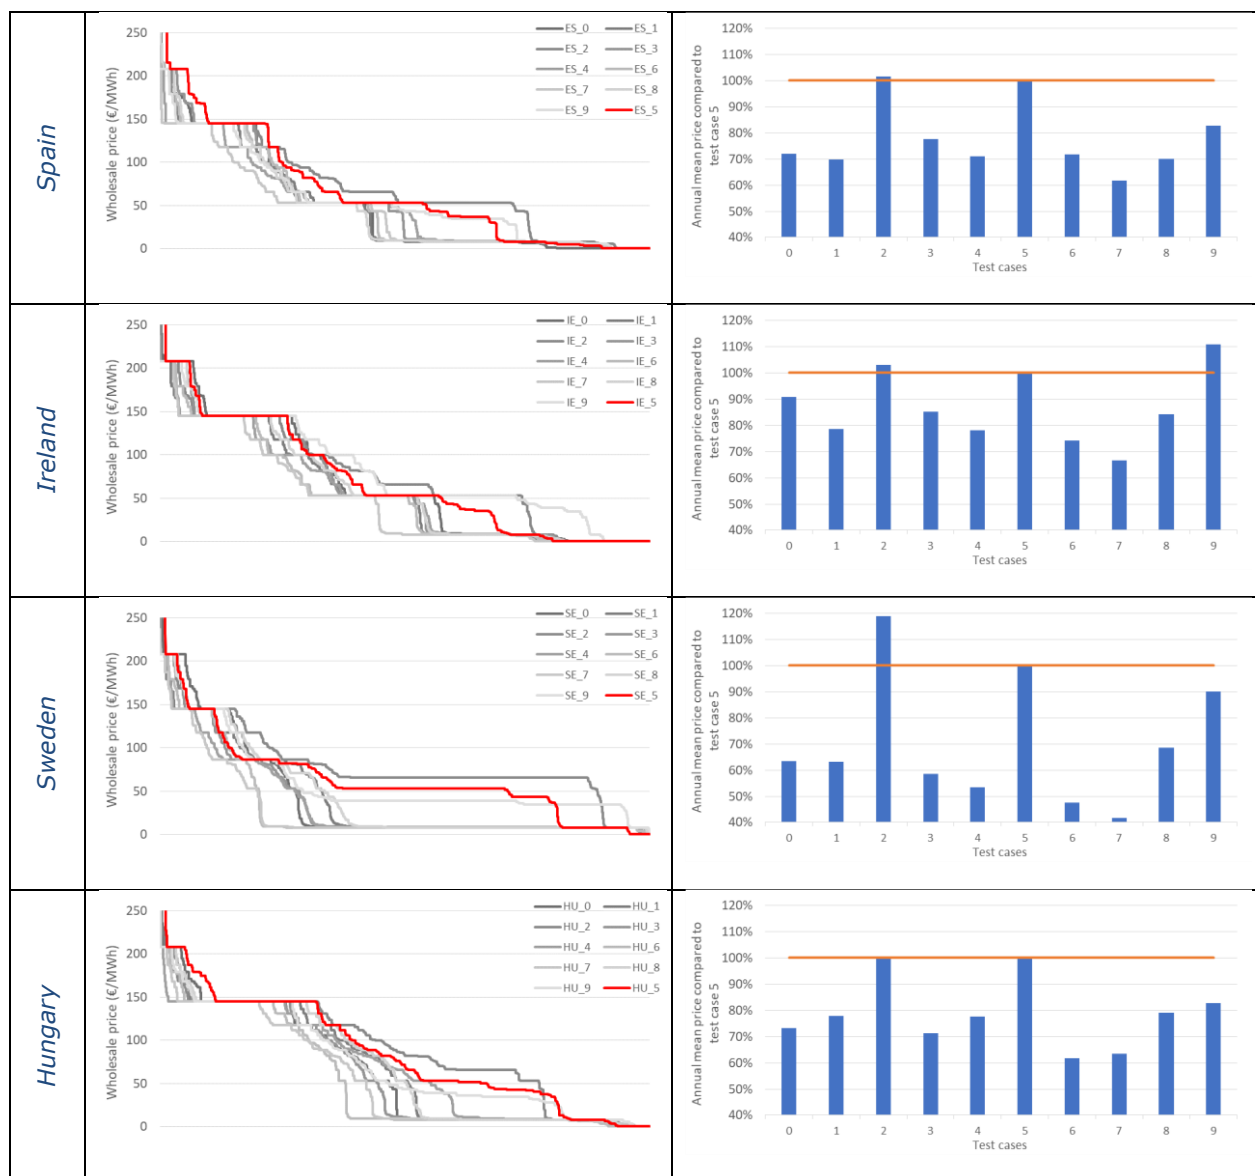 Spain
Wholesale price (€/MWh)
250
200
150
100
50
0
ES_0 ES_1
ES_2 ES_3
ES_4 ES_6
ES_7 ES_8
ES_9 ES_5
Annual mean price compared to
test case 5
120%
110%
100%
90%
80%
70%
60%
50%
40%
0 1 2 3 4 5 6 7 8 9
Test cases
Ireland
Wholesale price (€/MWh)
250
200
150
100
50
0
IE_0 IE_1
IE_2 IE_3
IE_4 IE_6
IE_7 IE_8
IE_9 IE_5
Annual mean price compared to
test case 5
120%
110%
100%
90%
80%
70%
60%
50%
40%
0 1 2 3 4 5 6 7 8 9
Test cases
Sweden
Wholesale price (€/MWh)
250
200
150
100
50
0
SE_0 SE_1
SE_2 SE_3
SE_4 SE_6
SE_7 SE_8
SE_9 SE_5
Annual mean price compared to
test case 5
120%
110%
100%
90%
80%
70%
60%
50%
40%
0 1 2 3 4 5 6 7 8 9
Test cases
Hungary
Wholesale price (€/MWh)
250
200
150
100
50
0
HU_0 HU_1
HU_2 HU_3
HU_4 HU_6
HU_7 HU_8
HU_9 HU_5
Annual mean price compared to
test case 5
120%
110%
100%
90%
80%
70%
60%
50%
40%
0 1 2 3 4 5 6 7 8 9
Test cases